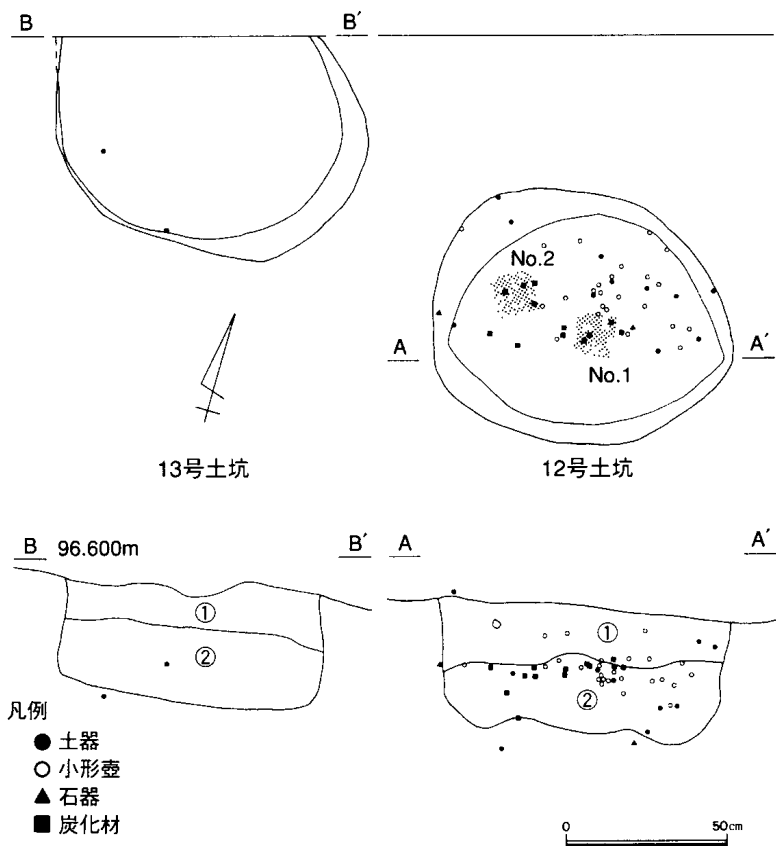 B B′
No.2
A A′
No.1
13号土坑 12号土坑
B 96.600m B′ A A′
①
①
②
②
凡例
● 土器
○ 小形壺
▲ 石器
■ 炭化材
0 50cm